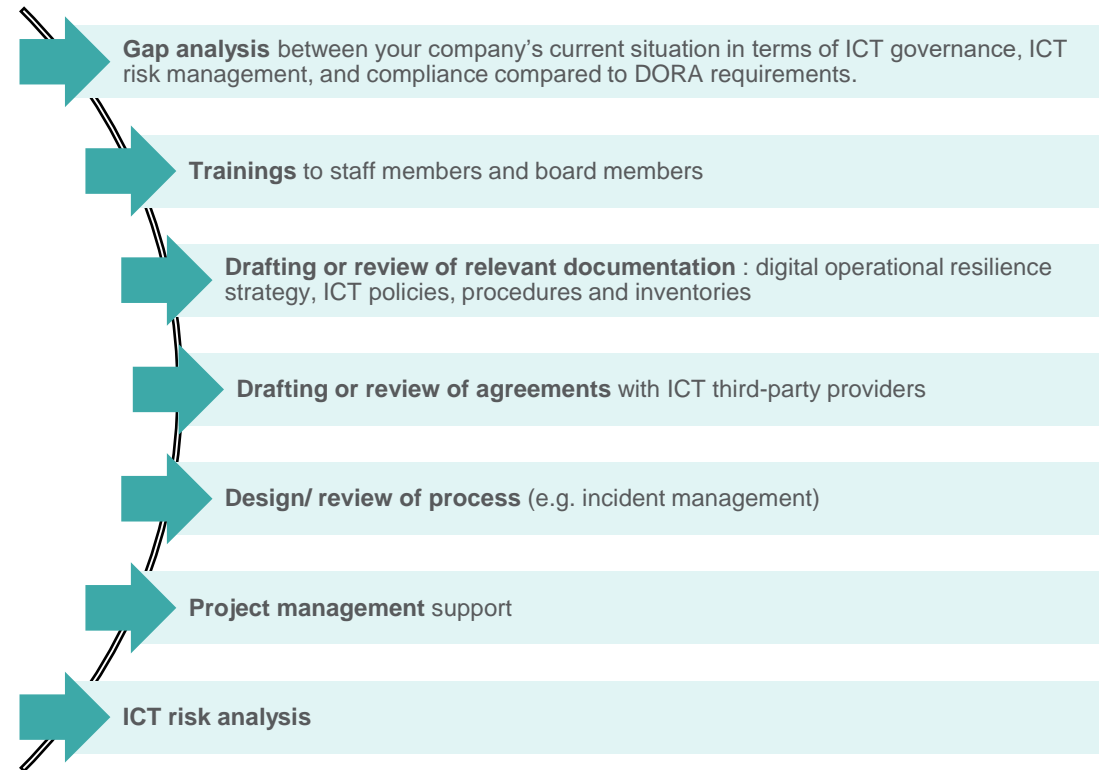 Gap analysis between your company’s current situation in terms of ICT governance, ICT
risk management, and compliance compared to DORA requirements.
Trainings to staff members and board members
Drafting or review of relevant documentation : digital operational resilience
strategy, ICT policies, procedures and inventories
Drafting or review of agreements with ICT third-party providers
Design/ review of process (e.g. incident management)
Project management support
ICT risk analysis